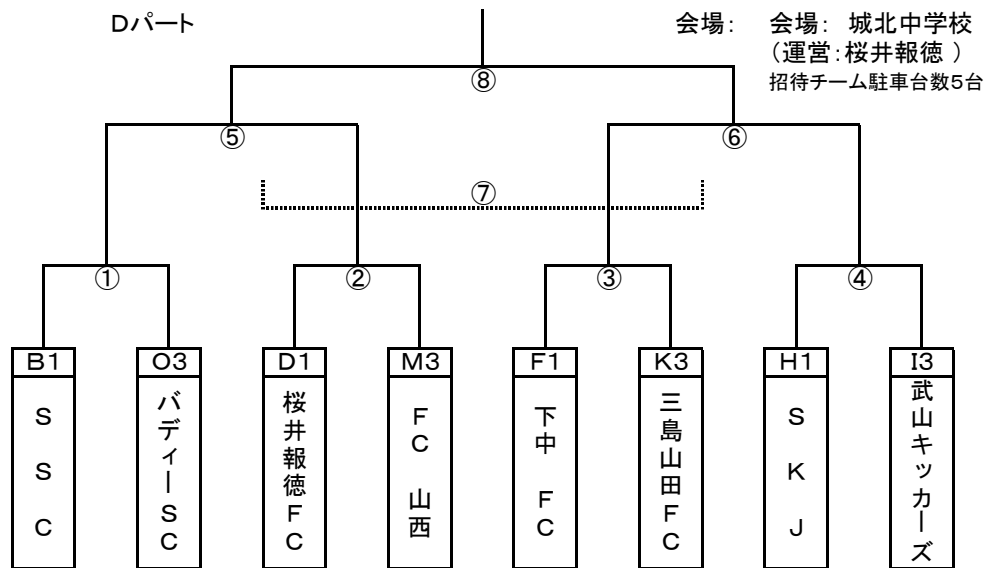 Dパート
会場: 会場: 城北中学校
(運営:桜井報徳 )
招待チーム駐車台数5台
⑧
⑤ ⑥
⑦
① ② ③ ④
B1 O3 D1 M3 F1 K3 H1 I3
SSC
バディーSC
桜井報徳FC
FC 山西
下中 FC
三島山田FC
SKJ
武山キッカーズ